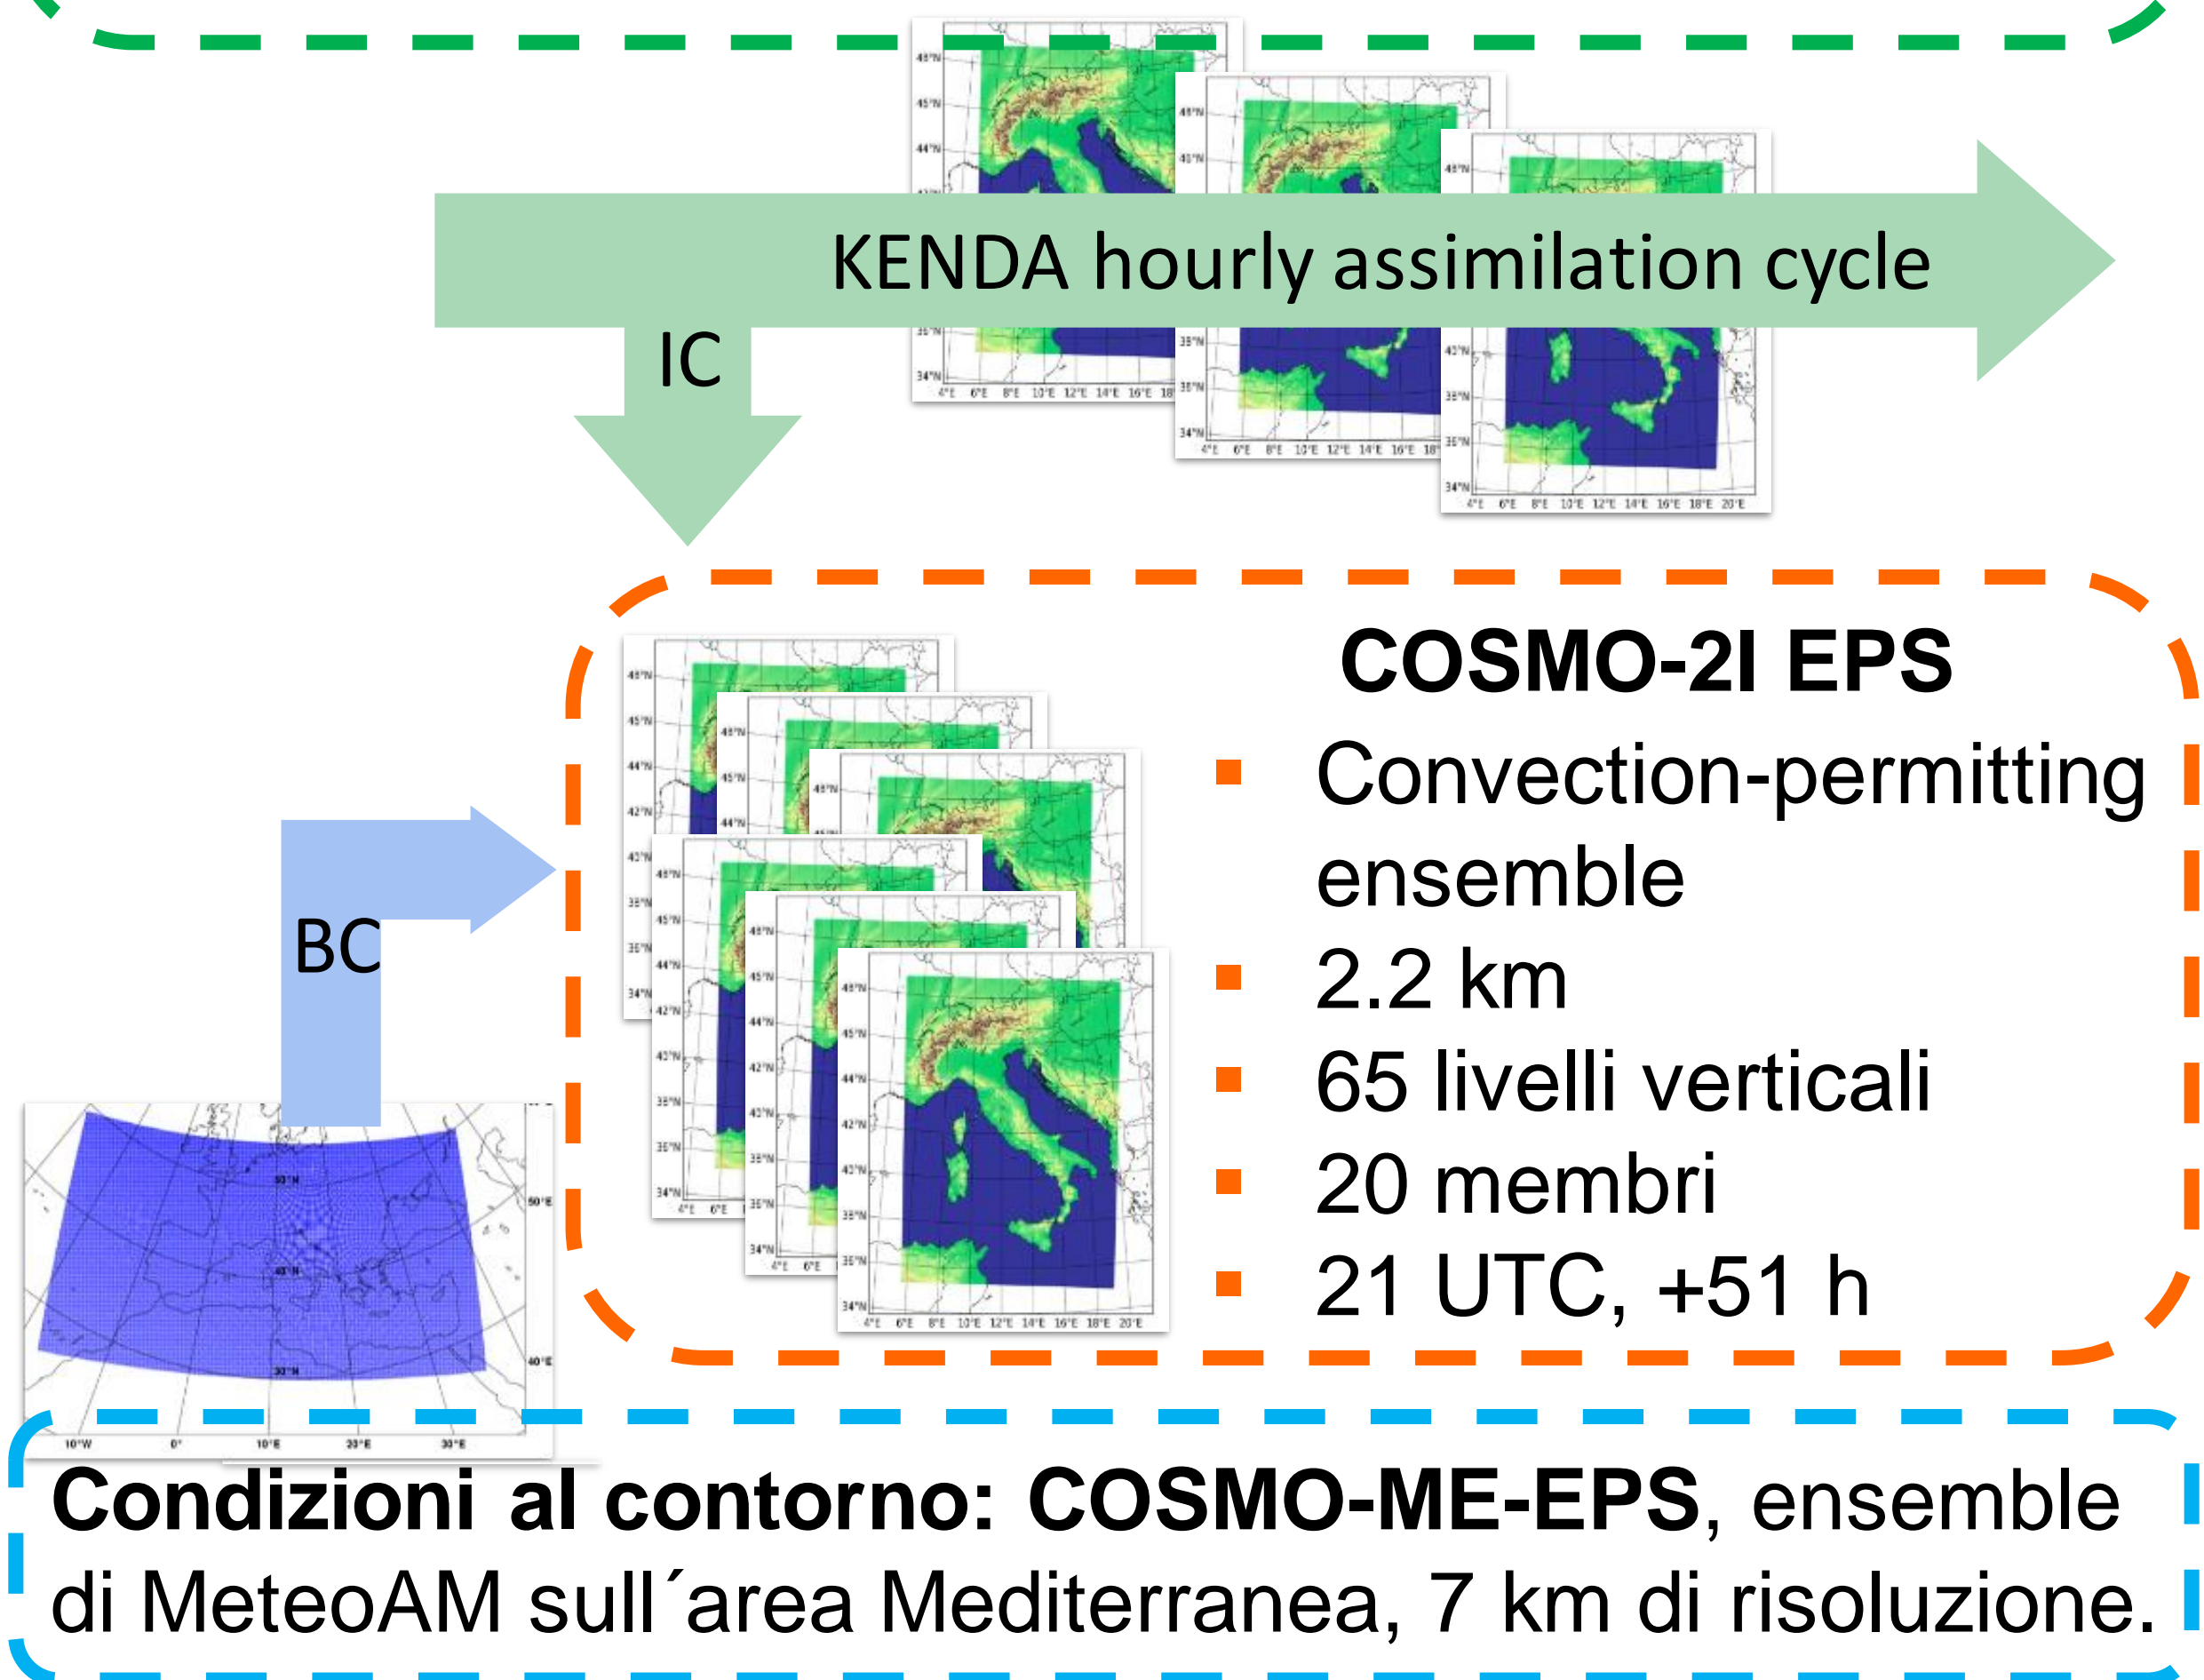 KENDA hourly assimilation cycle
IC
COSMO-2I EPS
Convection-permitting
ensemble
2.2 km
65 livelli verticali
20 membri
21 UTC, +51 h
BC
Condizioni al contorno: COSMO-ME-EPS, ensemble
di MeteoAM sull´area Mediterranea, 7 km di risoluzione.